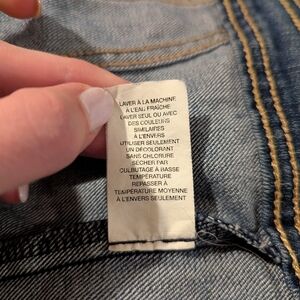 LAVER À LA MACHINE
À L'EAU FRAÎCHE
LAVER SEUL OU AVEC
DES COULEURS
SIMILAIRES
À L'ENVERS
UTILISER SEULEMENT
UN DÉCOLORANT
SANS CHLORURE
SÉCHER PAR
CULBUTAGE À BASSE
TEMPÉRATURE
REPASSER À
TEMPÉRATURE MOYENNE
À L'ENVERS SEULEMENT